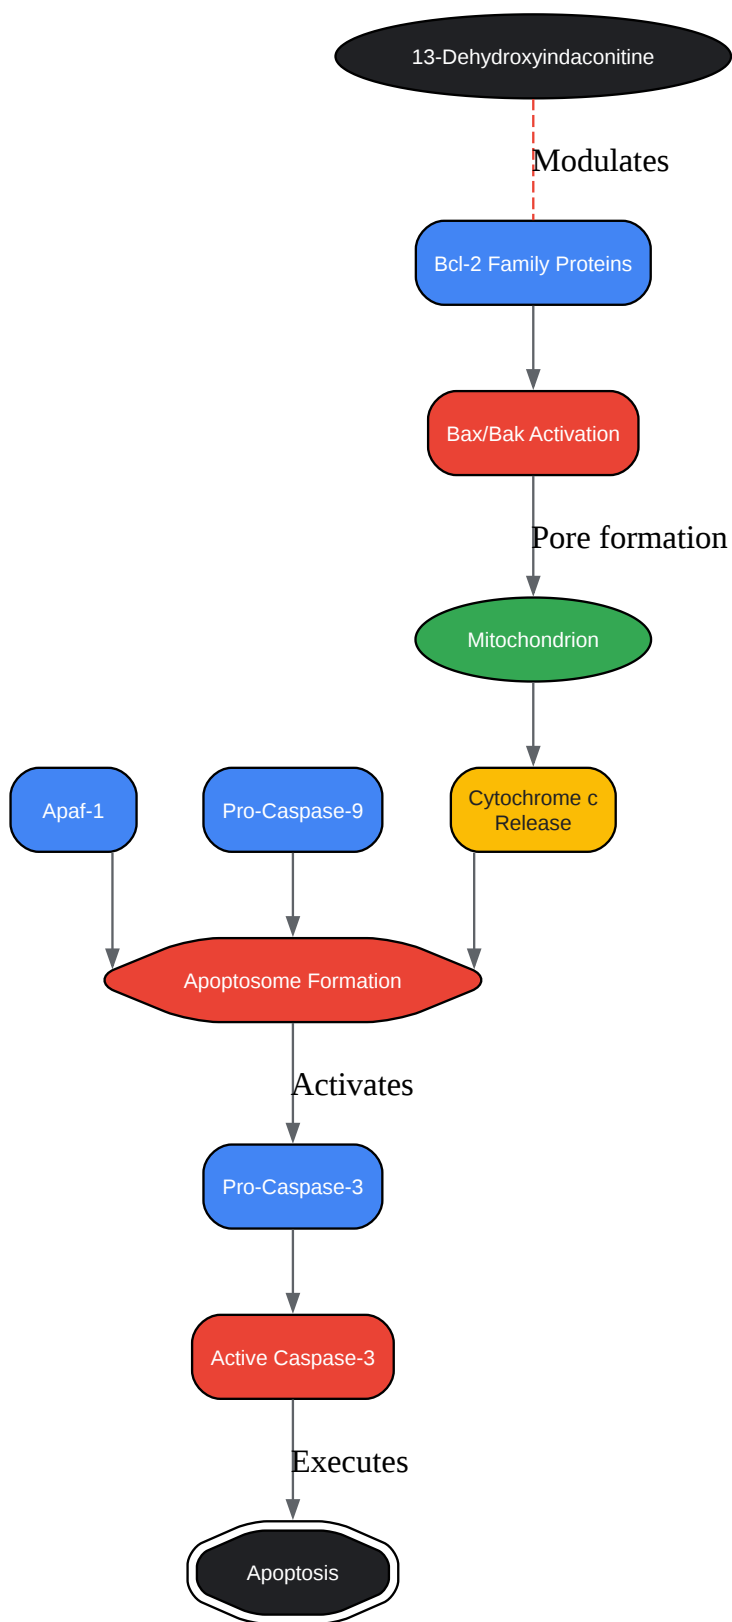 13-Dehydroxyindaconitine
Modulates
Bcl-2 Family Proteins
Bax/Bak Activation
Pore formation
Mitochondrion
Apaf-1
Pro-Caspase-9
Cytochrome c
Release
Apoptosome Formation
Activates
Pro-Caspase-3
Active Caspase-3
Executes
Apoptosis